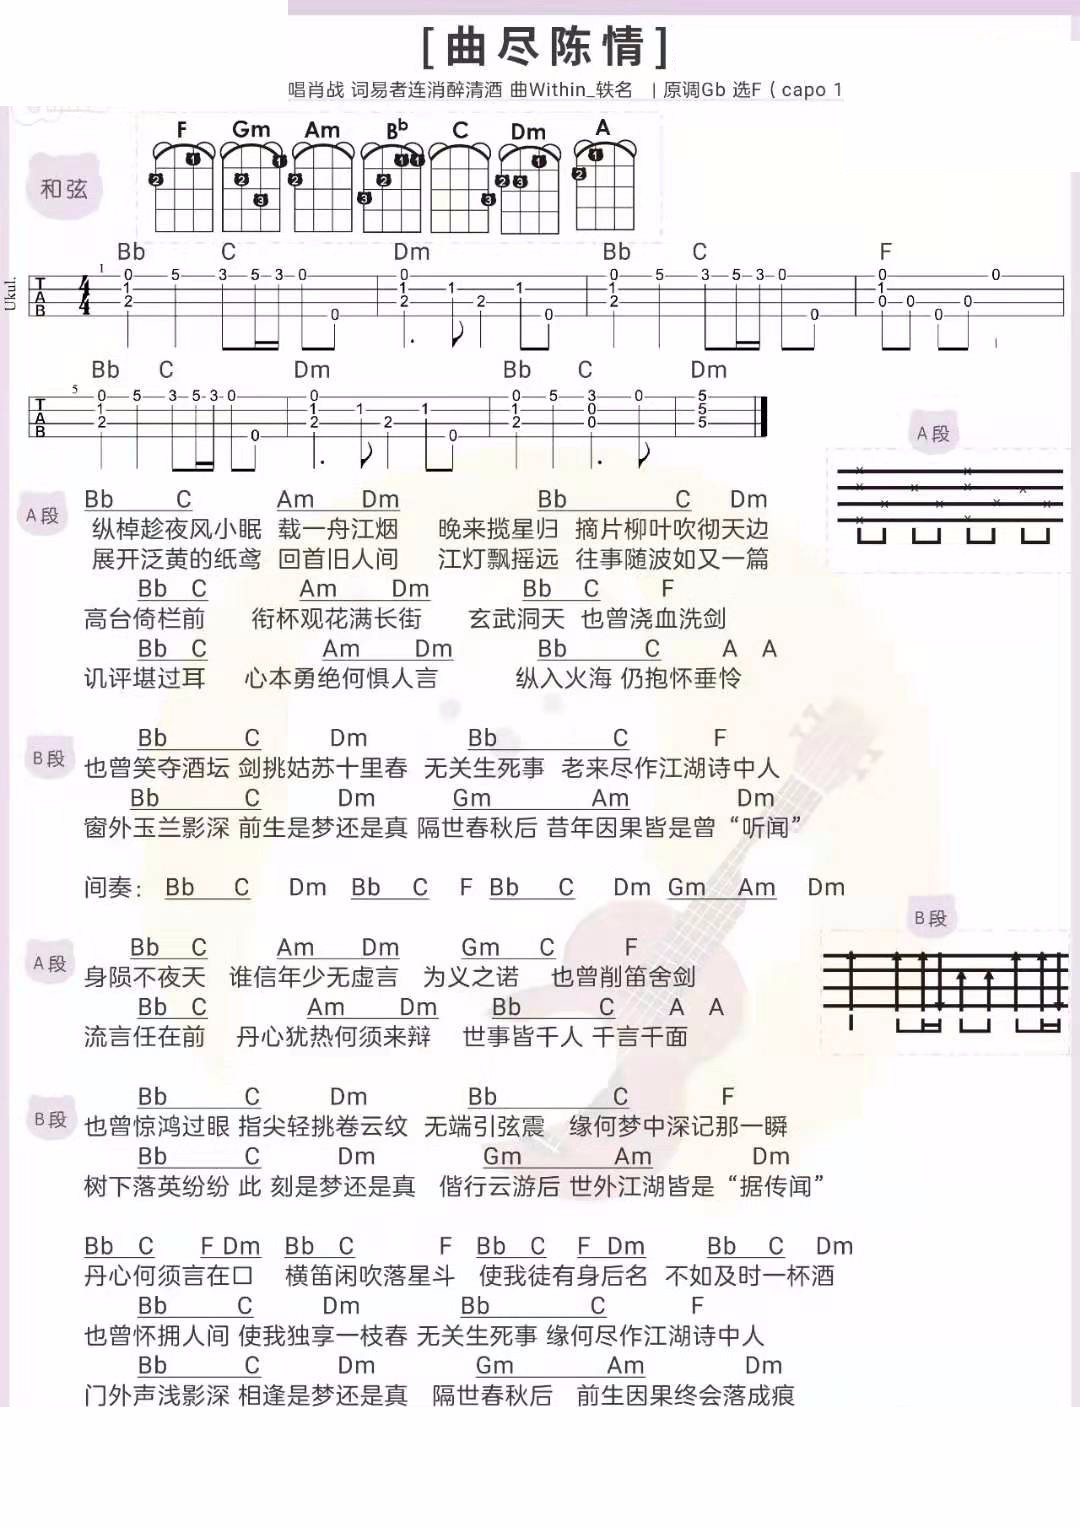 [曲尽陈情]
唱肖战 词易者连消醉清酒 曲Within_轶名 | 原调Gb 选F（capo 1
和弦
F Gm Am Bb C Dm A
Bb C Dm Bb C F
Ukul.
1
TAB 4/4
0 5 3 5 3 0 0 1 1 0 5 3 5 3 0 0 0
1 1 2 1 1 0 0 0
2 0 2 0 2 0 0
Bb C Dm Bb C Dm
5
TAB
0 5 3 5 3 0 0 1 1 0 5 3 0 5
1 1 2 1 0 5
2 0 2 0 2 0 5
A段
A段
Bb C Am Dm Bb C Dm
纵棹趁夜风小眠 载一舟江烟 晚来揽星归 摘片柳叶吹彻天边
展开泛黄的纸鸢 回首旧人间 江灯飘摇远 往事随波如又一篇
Bb C Am Dm Bb C F
高台倚栏前 衔杯观花满长街 玄武洞天 也曾浇血洗剑
Bb C Am Dm Bb C A A
讥评堪过耳 心本勇绝何惧人言 纵入火海 仍抱怀垂怜
Bb C Dm Bb C F
B段
也曾笑夺酒坛 剑挑姑苏十里春 无关生死事 老来尽作江湖诗中人
Bb C Dm Gm Am Dm
窗外玉兰影深 前生是梦还是真 隔世春秋后 昔年因果皆是曾“听闻”
间奏： Bb C Dm Bb C F Bb C Dm Gm Am Dm
B段
Bb C Am Dm Gm C F
A段
身陨不夜天 谁信年少无虚言 为义之诺 也曾削笛舍剑
Bb C Am Dm Bb C A A
流言任在前 丹心犹热何须来辩 世事皆千人 千言千面
Bb C Dm Bb C F
B段
也曾惊鸿过眼 指尖轻挑卷云纹 无端引弦震 缘何梦中深记那一瞬
Bb C Dm Gm Am Dm
树下落英纷纷 此 刻是梦还是真 偕行云游后 世外江湖皆是“据传闻”
Bb C F Dm Bb C F Bb C F Dm Bb C Dm
丹心何须言在口 横笛闲吹落星斗 使我徒有身后名 不如及时一杯酒
Bb C Dm Bb C F
也曾怀拥人间 使我独享一枝春 无关生死事 缘何尽作江湖诗中人
Bb C Dm Gm Am Dm
门外声浅影深 相逢是梦还是真 隔世春秋后 前生因果终会落成痕